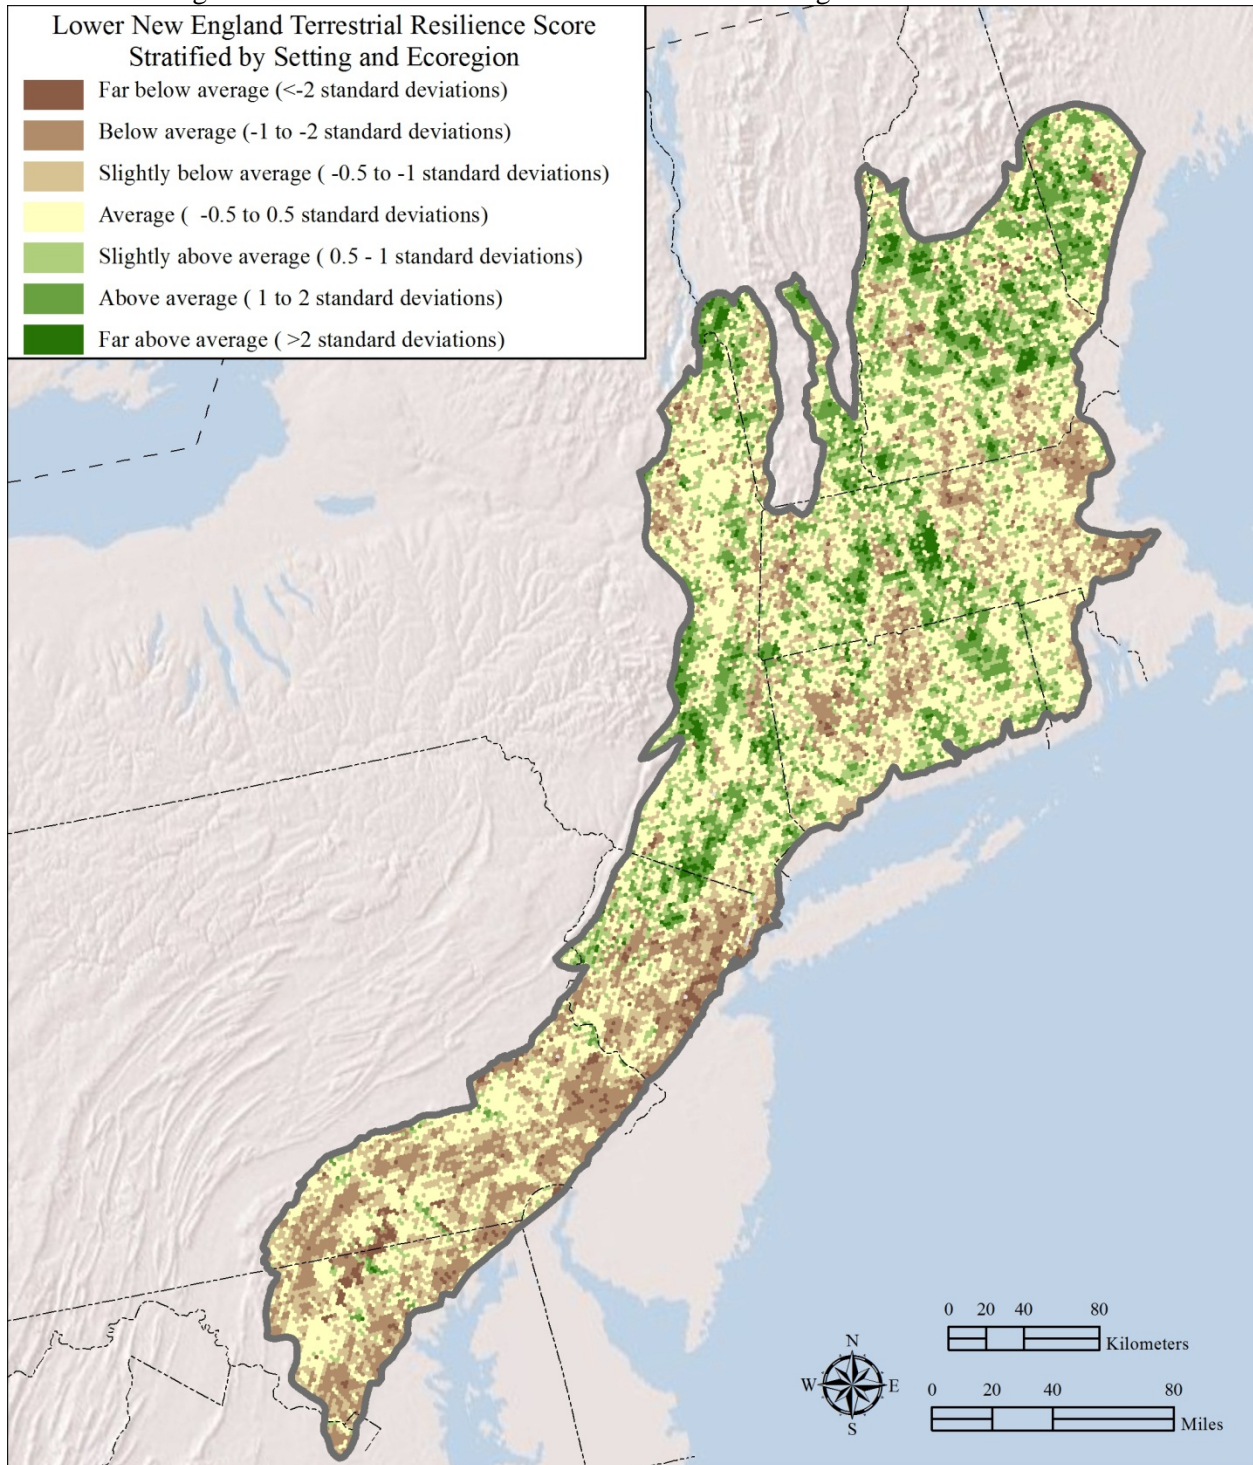 Lower New England Terrestrial Resilience Score
Stratified by Setting and Ecoregion
Far below average (<-2 standard deviations)
Below average (-1 to -2 standard deviations)
Slightly below average ( -0.5 to -1 standard deviations)
Average ( -0.5 to 0.5 standard deviations)
Slightly above average ( 0.5 - 1 standard deviations)
Above average ( 1 to 2 standard deviations)
Far above average ( >2 standard deviations)
0 20 40 80
Kilometers
N
W E
S
0 20 40 80
Miles